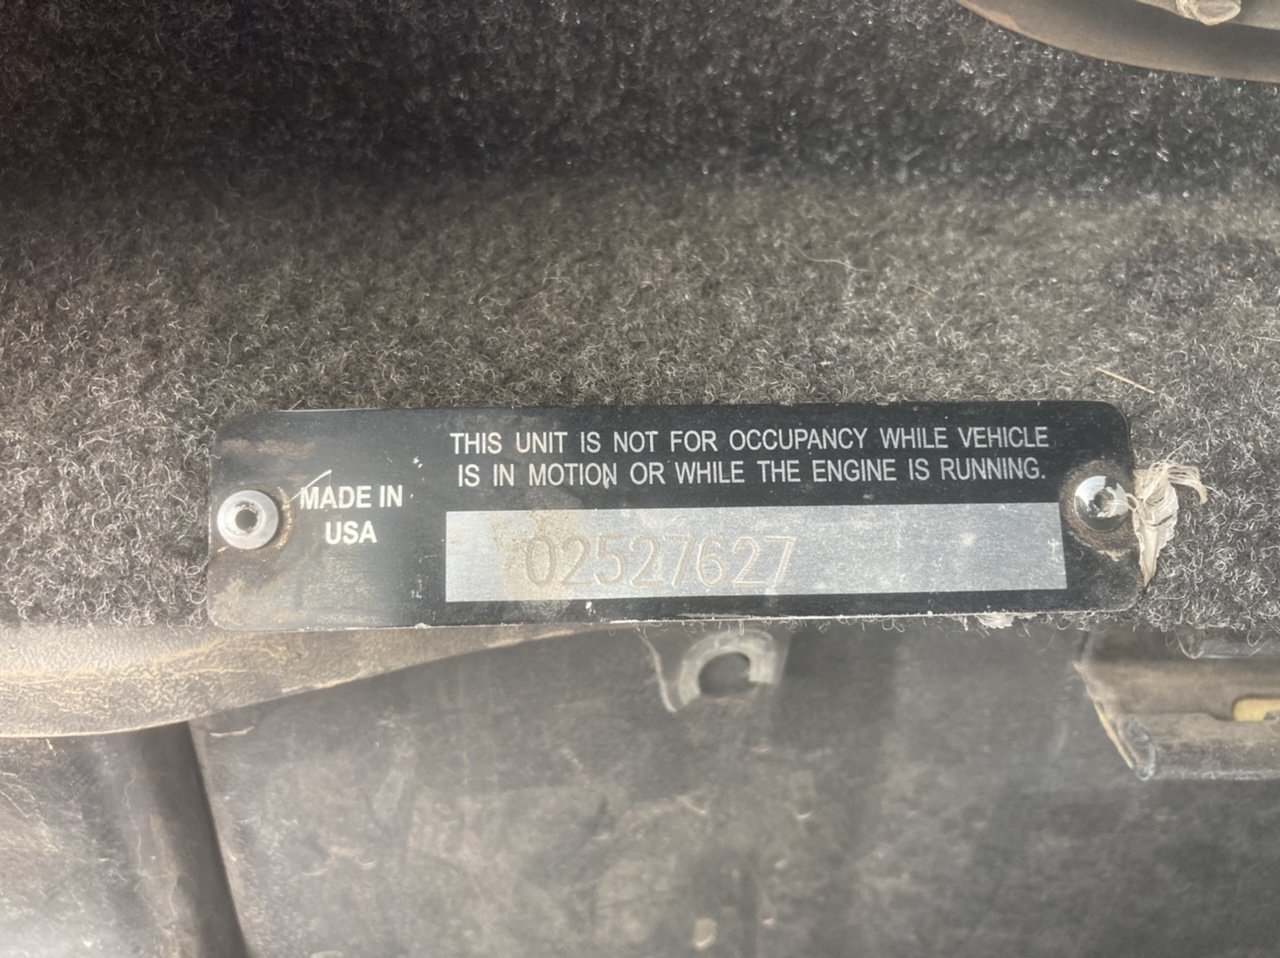 THIS UNIT IS NOT FOR OCCUPANCY WHILE VEHICLE
IS IN MOTION OR WHILE THE ENGINE IS RUNNING.
MADE IN
USA
02527627